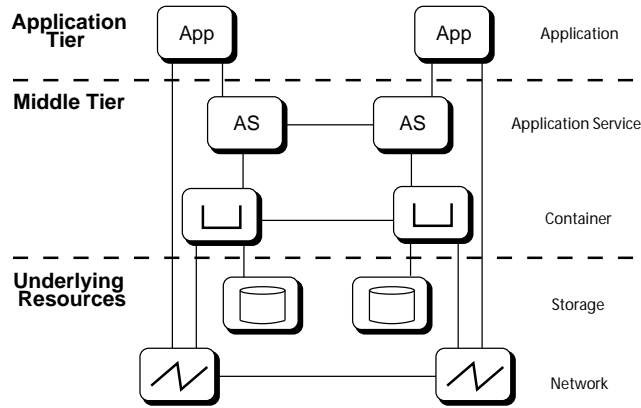 Application
Tier
App
App
Application
Middle Tier
AS
AS
Application Service
Container
Underlying
Resources
Storage
Network